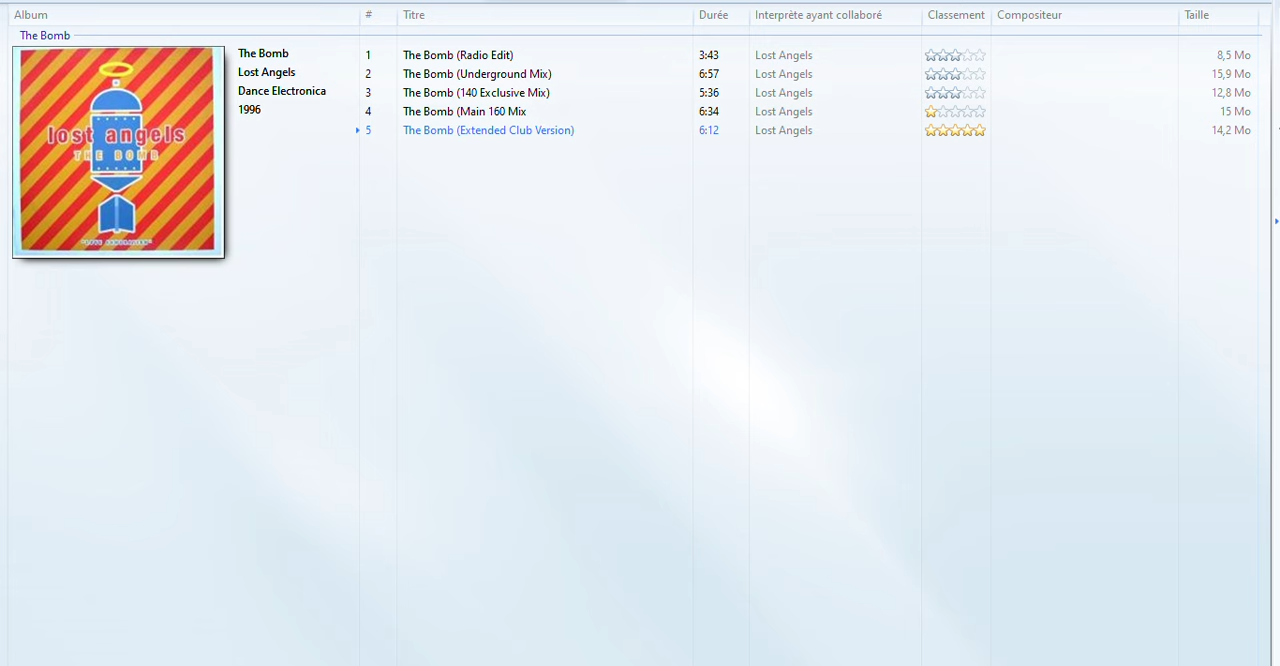 Album # Titre Durée Interprète ayant collaboré Classement Compositeur Taille
The Bomb
The Bomb
Lost Angels
Dance Electronica
1996
lost angels
THE BOMB
1 The Bomb (Radio Edit) 3:43 Lost Angels 8,5 Mo
2 The Bomb (Underground Mix) 6:57 Lost Angels 15,9 Mo
3 The Bomb (140 Exclusive Mix) 5:36 Lost Angels 12,8 Mo
4 The Bomb (Main 160 Mix 6:34 Lost Angels 15 Mo
5 The Bomb (Extended Club Version) 6:12 Lost Angels 14,2 Mo